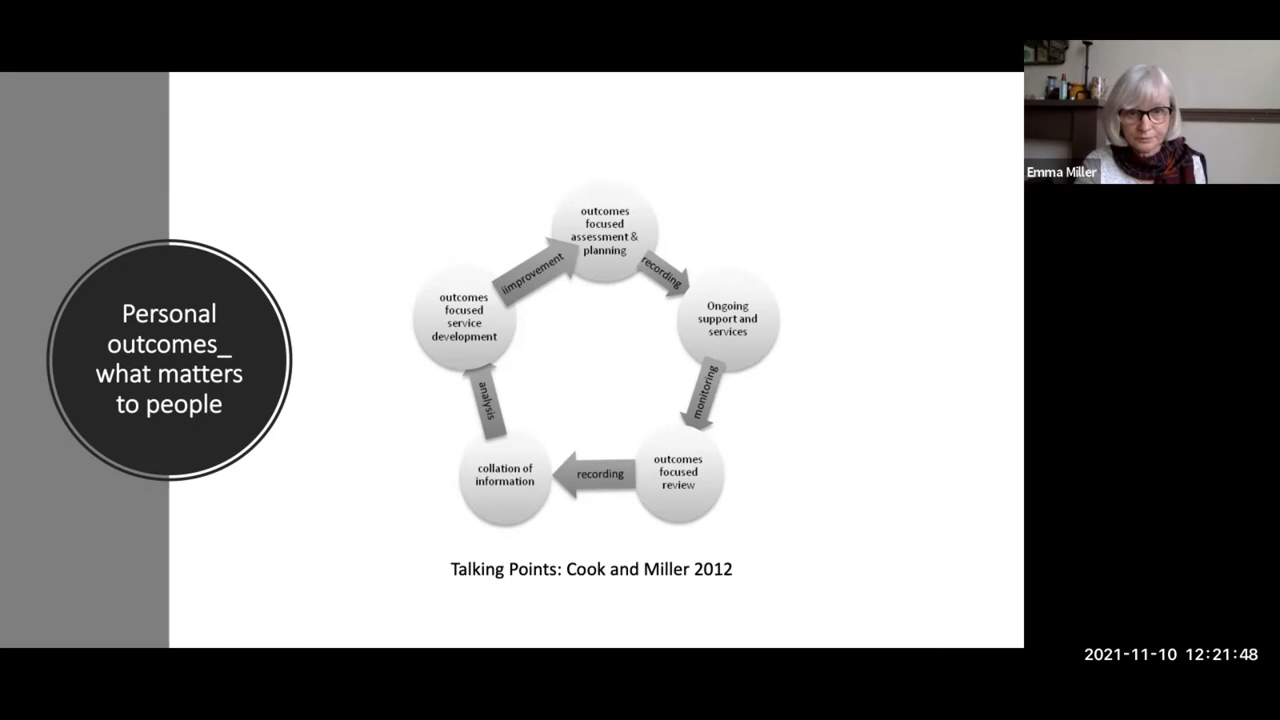 Personal
outcomes_
what matters
to people
outcomes
focused
assessment &
planning
recording
Ongoing
support and
services
monitoring
outcomes
focused
review
recording
collation of
information
analysis
outcomes
focused
service
development
iimprovement
Talking Points: Cook and Miller 2012
Emma Miller
2021-11-10 12:21:48